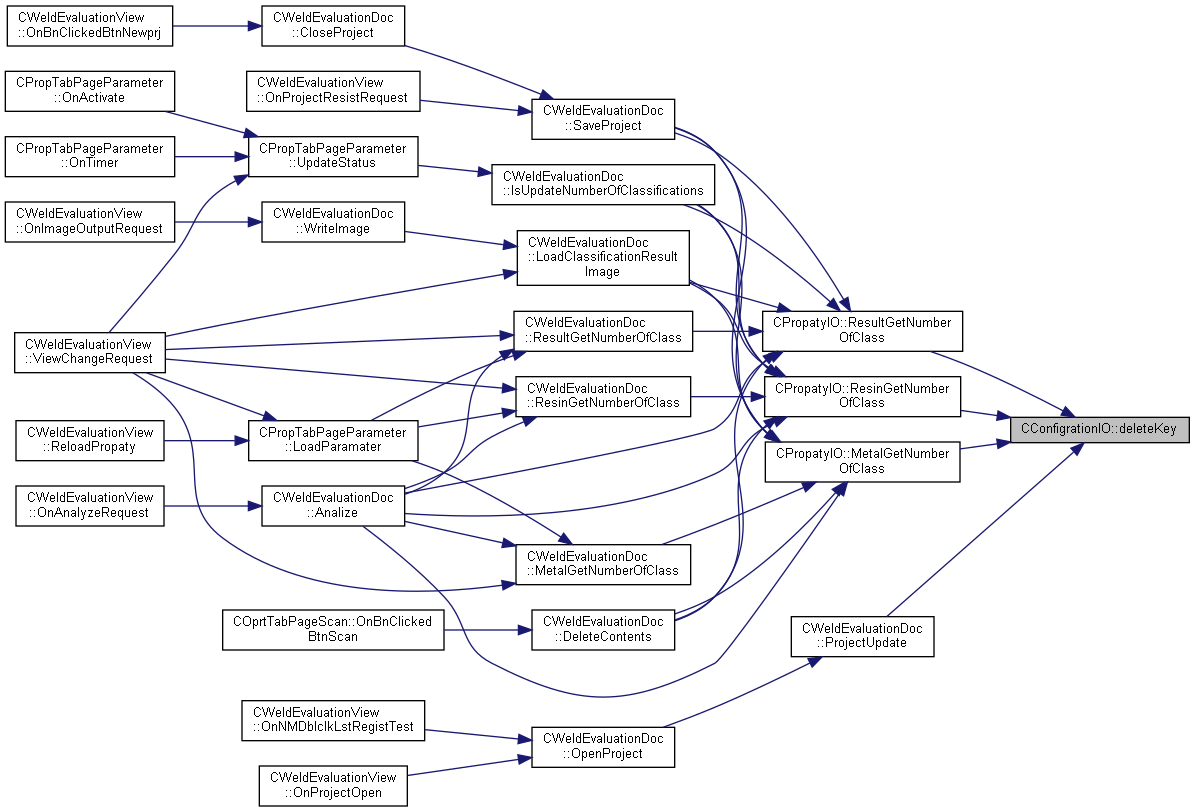 CWeldEvaluationView
::OnBnClickedBtnNewprj
CWeldEvaluationDoc
::CloseProject
CPropTabPageParameter
::OnActivate
CWeldEvaluationView
::OnProjectResistRequest
CWeldEvaluationDoc
::SaveProject
CPropTabPageParameter
::OnTimer
CPropTabPageParameter
::UpdateStatus
CWeldEvaluationDoc
::IsUpdateNumberOfClassifications
CWeldEvaluationView
::OnImageOutputRequest
CWeldEvaluationDoc
::WriteImage
CWeldEvaluationDoc
::LoadClassificationResult
Image
CWeldEvaluationView
::ViewChangeRequest
CWeldEvaluationDoc
::ResultGetNumberOfClass
CPropatyIO::ResultGetNumber
OfClass
CWeldEvaluationDoc
::ResinGetNumberOfClass
CPropatyIO::ResinGetNumber
OfClass
CConfigrationIO::deleteKey
CWeldEvaluationView
::ReloadPropaty
CPropTabPageParameter
::LoadParamater
CPropatyIO::MetalGetNumber
OfClass
CWeldEvaluationView
::OnAnalyzeRequest
CWeldEvaluationDoc
::Analize
CWeldEvaluationDoc
::MetalGetNumberOfClass
COprtTabPageScan::OnBnClicked
BtnScan
CWeldEvaluationDoc
::DeleteContents
CWeldEvaluationDoc
::ProjectUpdate
CWeldEvaluationView
::OnNMDblclkLstRegistTest
CWeldEvaluationDoc
::OpenProject
CWeldEvaluationView
::OnProjectOpen